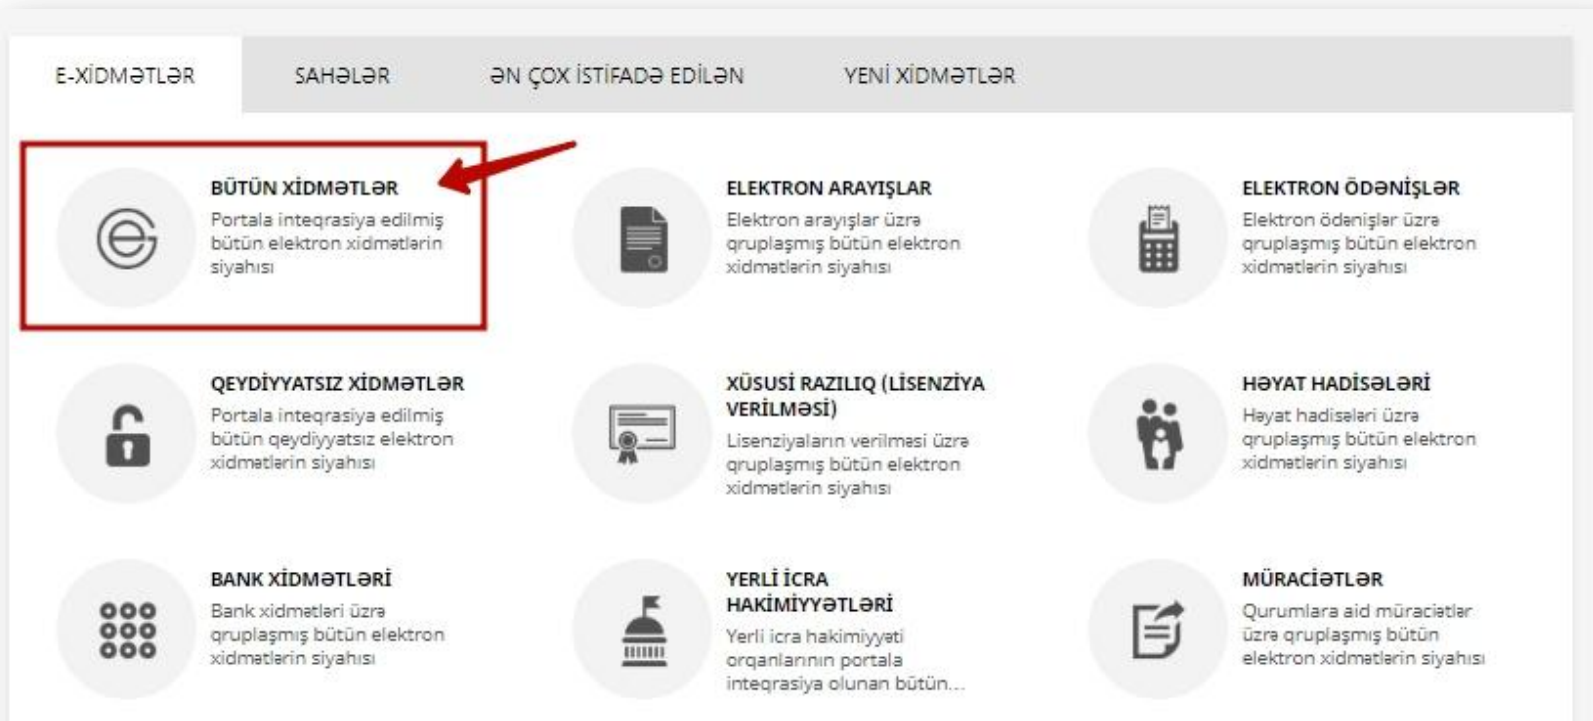 E-XİDMƏTLƏR
SAHƏLƏR
ƏN ÇOX İSTİFADƏ EDİLƏN
YENİ XİDMƏTLƏR
BÜTÜN XİDMƏTLƏR
Portala inteqrasiya edilmiş
bütün elektron xidmətlərin
siyahısı
ELEKTRON ARAYIŞLAR
Elektron arayışlar üzrə
qruplaşmış bütün elektron
xidmətlərin siyahısı
ELEKTRON ÖDƏNİŞLƏR
Elektron ödənişlər üzrə
qruplaşmış bütün elektron
xidmətlərin siyahısı
QEYDİYYATSIZ XİDMƏTLƏR
Portala inteqrasiya edilmiş
bütün qeydiyyatsız elektron
xidmətlərin siyahısı
XÜSUSİ RAZILIQ (LİSENZİYA
VERİLMƏSİ)
Lisenziyaların verilməsi üzrə
qruplaşmış bütün elektron
xidmətlərin siyahısı
HƏYAT HADİSƏLƏRİ
Həyat hadisələri üzrə
qruplaşmış bütün elektron
xidmətlərin siyahısı
BANK XİDMƏTLƏRİ
Bank xidmətləri üzrə
qruplaşmış bütün elektron
xidmətlərin siyahısı
YERLİ İCRA
HAKİMİYYƏTLƏRİ
Yerli icra hakimiyyəti
orqanlarının portala
inteqrasiya olunan bütün...
MÜRACİƏTLƏR
Qurumlara aid müraciətlər
üzrə qruplaşmış bütün
elektron xidmətlərin siyahısı